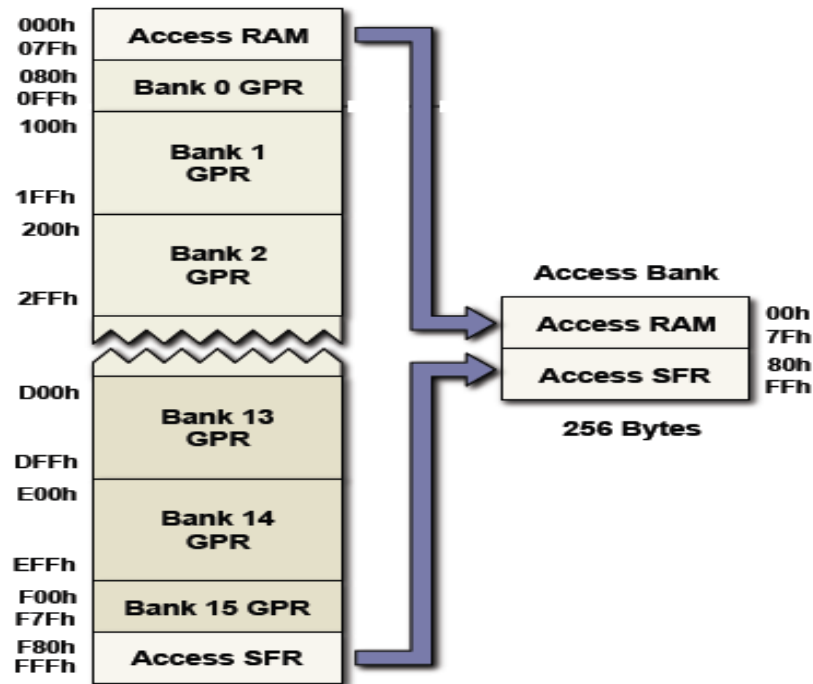 000h
07Fh
Access RAM
080h
0FFh
Bank 0 GPR
100h
Bank 1
GPR
1FFh
200h
Bank 2
GPR
2FFh
D00h
Bank 13
GPR
DFFh
E00h
Bank 14
GPR
EFFh
F00h
F7Fh
Bank 15 GPR
F80h
FFFh
Access SFR
Access Bank
Access RAM
00h
7Fh
Access SFR
80h
FFh
256 Bytes